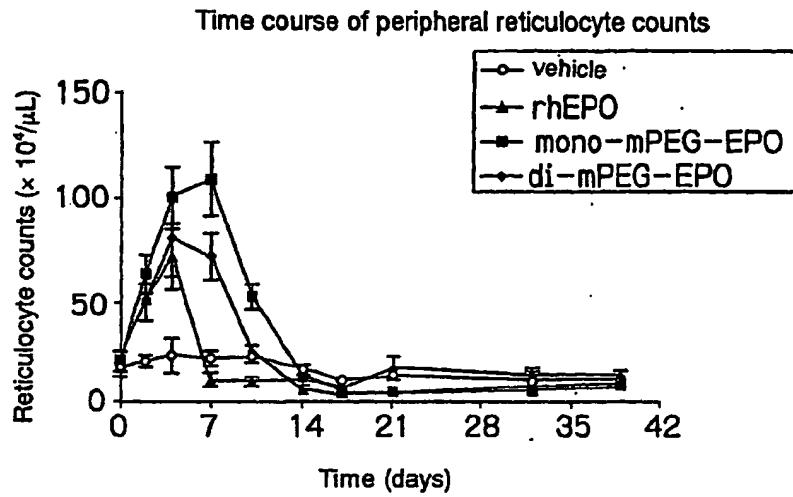 Time course of peripheral reticulocyte counts
vehicle
rhEPO
mono-mPEG-EPO
di-mPEG-EPO
Reticulocyte counts (× 10⁴/μL)
150
100
50
0
0 7 14 21 28 35 42
Time (days)